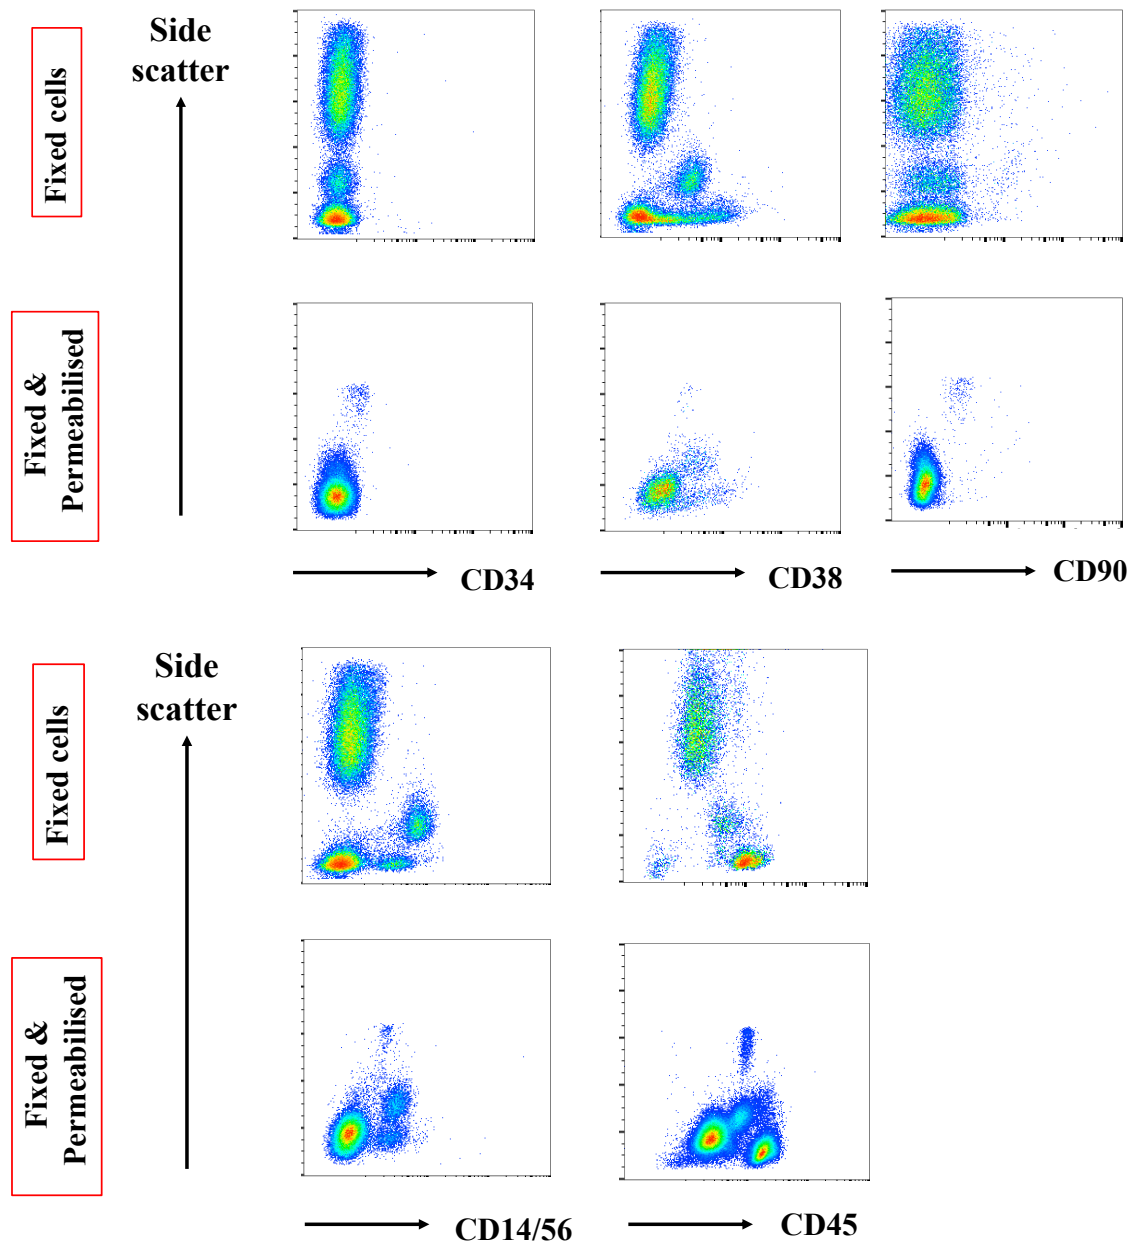 Fixed cells
Side
scatter
Fixed &
Permeabilised
CD34
CD38
CD90
Fixed cells
Side
scatter
Fixed &
Permeabilised
CD14/56
CD45